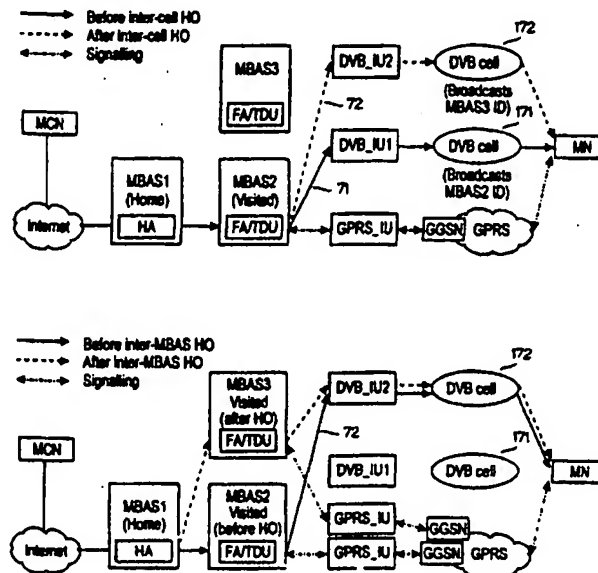 Before inter-cell HO
After inter-cell HO
Signalling
MCN
Internet
MBAS1
(Home)
HA
MBAS3
FA/TDU
MBAS2
(Visited)
FA/TDU
72
71
DVB_IU2
DVB_IU1
GPRS_IU
172
DVB cell
(Broadcasts
MBAS3 ID)
171
DVB cell
(Broadcasts
MBAS2 ID)
GGSN
GPRS
MN
Before inter-MBAS HO
After inter-MBAS HO
Signalling
MCN
Internet
MBAS1
(Home)
HA
MBAS3
Visited
(after HO)
FA/TDU
MBAS2
Visited
(before HO)
FA/TDU
72
DVB_IU2
DVB_IU1
GPRS_IU
GPRS_IU
172
DVB cell
171
DVB cell
GGSN
GGSN
GPRS
MN